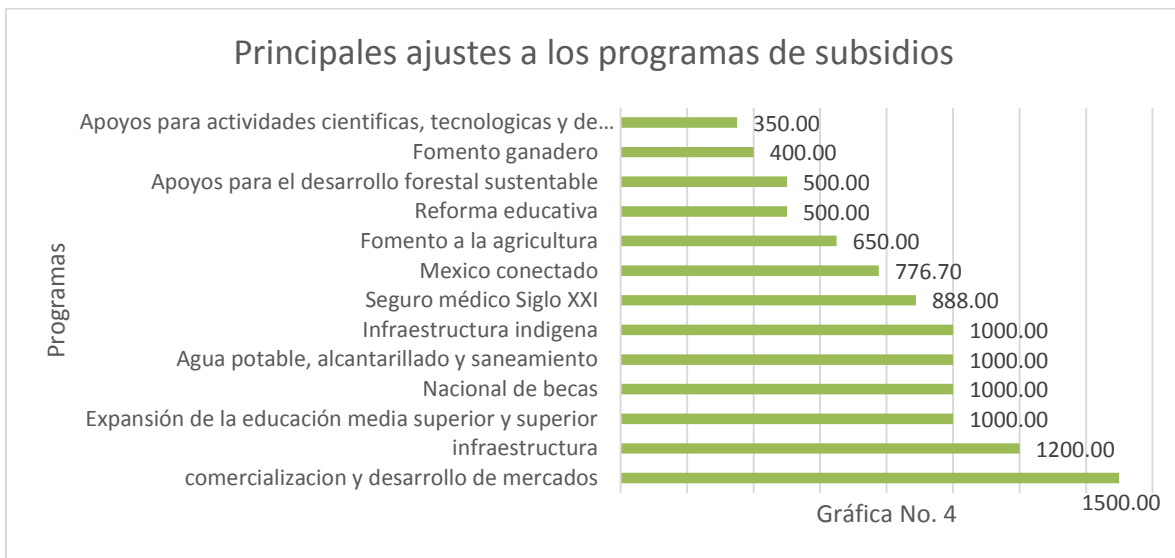 Principales ajustes a los programas de subsidios
Programas
Apoyos para actividades cientificas, tecnologicas y de... 350.00
Fomento ganadero 400.00
Apoyos para el desarrollo forestal sustentable 500.00
Reforma educativa 500.00
Fomento a la agricultura 650.00
Mexico conectado 776.70
Seguro médico Siglo XXI 888.00
Infraestructura indigena 1000.00
Agua potable, alcantarillado y saneamiento 1000.00
Nacional de becas 1000.00
Expansión de la educación media superior y superior 1000.00
infraestructura 1200.00
comercializacion y desarrollo de mercados 1500.00
Gráfica No. 4